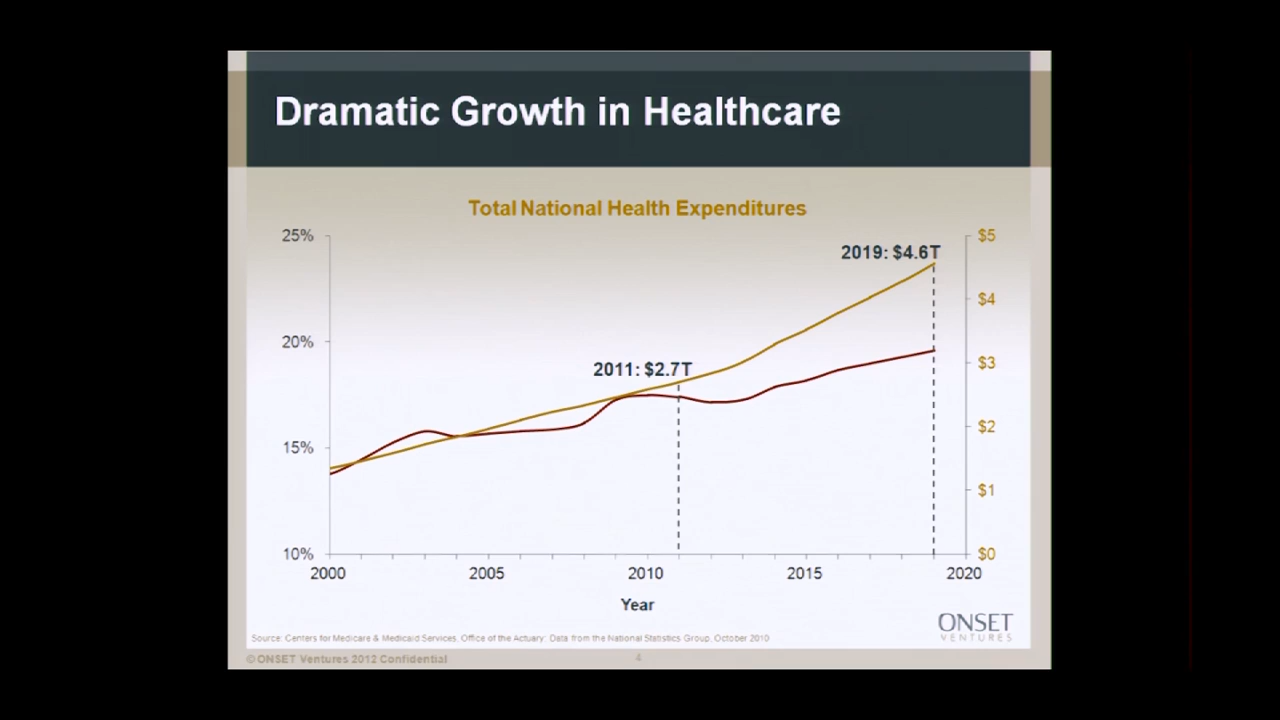 Dramatic Growth in Healthcare
Total National Health Expenditures
25%
20%
15%
10%
$5
$4
$3
$2
$1
$0
2019: $4.6T
2011: $2.7T
2000 2005 2010 2015 2020
Year
Source: Centers for Medicare & Medicaid Services, Office of the Actuary; Data from the National Statistics Group, October 2010
ONSET
VENTURES
© ONSET Ventures 2012 Confidential
4